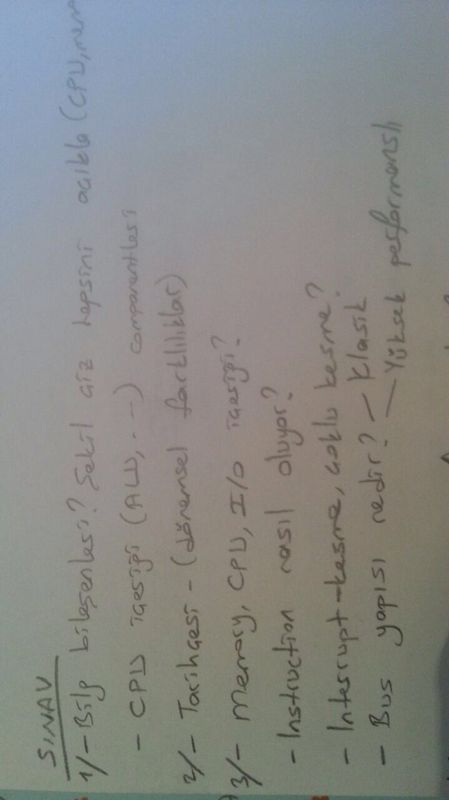 SINAV
1/- Bilg bileşenleri? Şekil çiz hepsini açıkla (CPU, mem
- CPU içeriği (ALU, ...) componentleri
2/- Tarihçesi - (dönemsel farklılıklar)
3/- Memory, CPU, I/O içeriği?
- Instruction nasıl oluyor?
- Interrupt-kesme, çoklu kesme?
- Bus yapısı nedir? - Klasik
- Yüksek performanslı